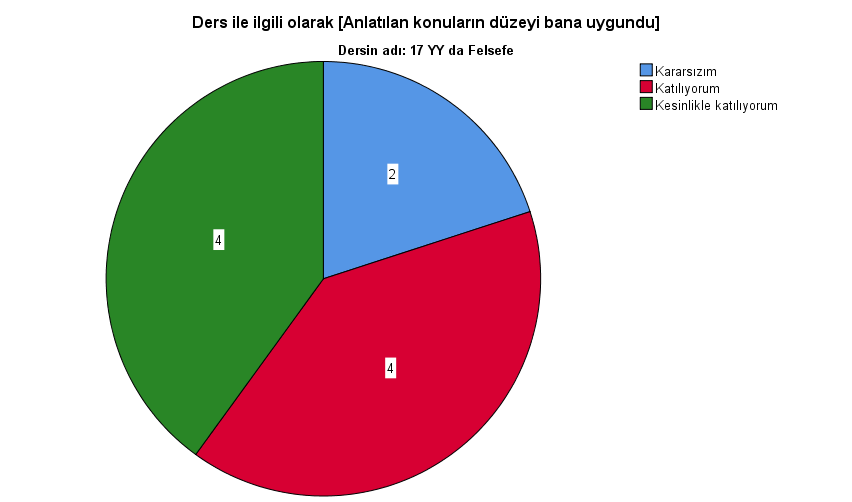 Ders ile ilgili olarak [Anlatılan konuların düzeyi bana uygundu]
Dersin adı: 17 YY da Felsefe
Kararsızım
Katılıyorum
Kesinlikle katılıyorum
2
4
4